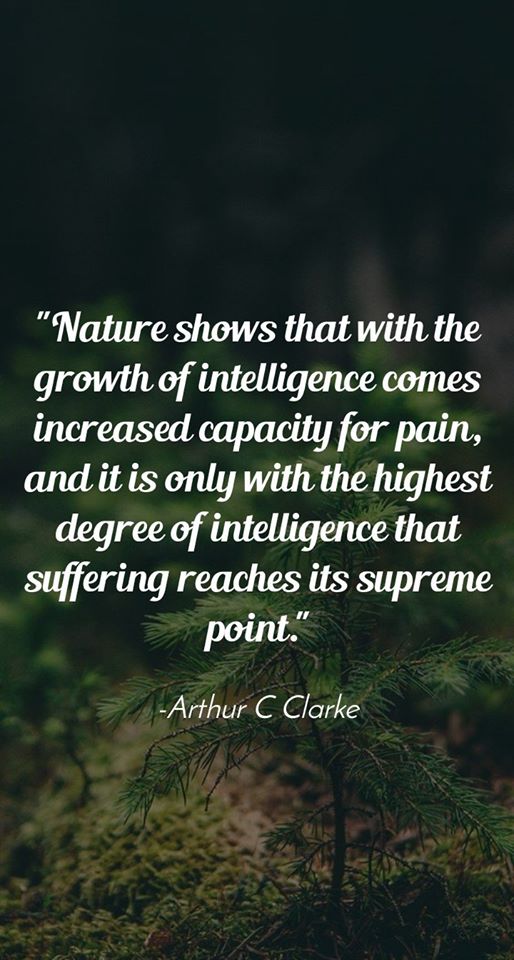 "Nature shows that with the
growth of intelligence comes
increased capacity for pain,
and it is only with the highest
degree of intelligence that
suffering reaches its supreme
point."
-Arthur C Clarke